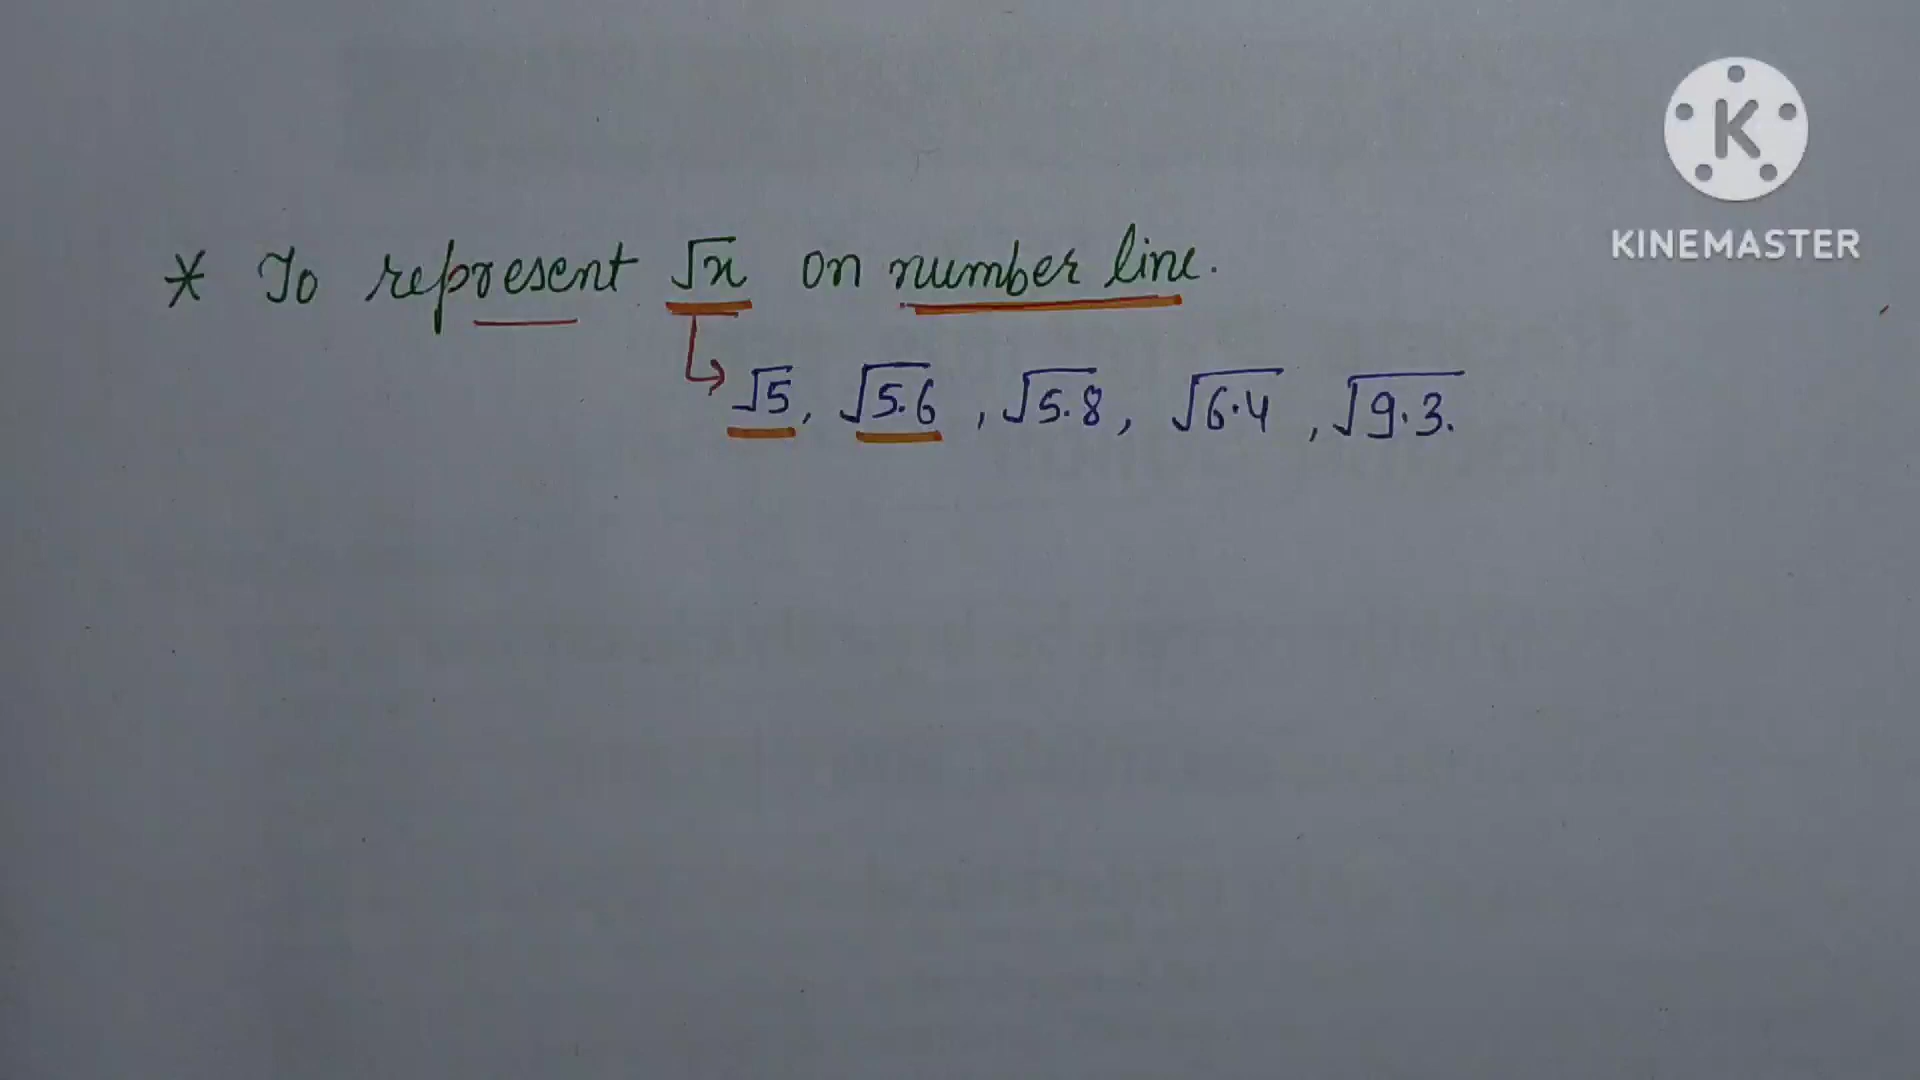 * To represent √x on number line.
√5, √5.6, √5.8, √6.4, √9.3.
K
KINEMASTER